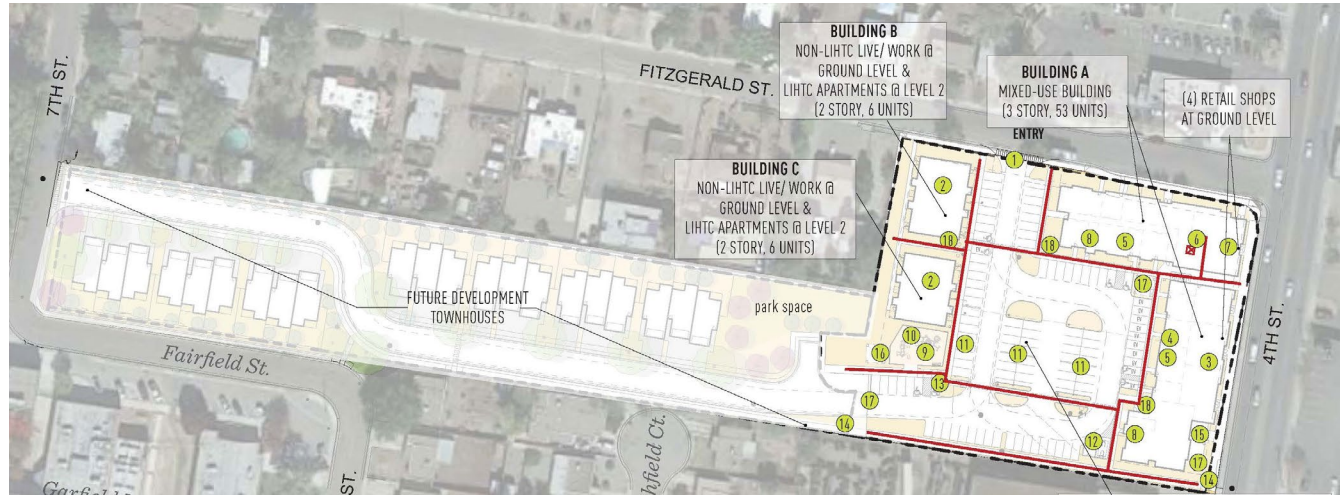 BUILDING B
NON-LIHTC LIVE/ WORK @
GROUND LEVEL &
LIHTC APARTMENTS @ LEVEL 2
(2 STORY, 6 UNITS)
BUILDING A
MIXED-USE BUILDING
(3 STORY, 53 UNITS)
(4) RETAIL SHOPS
AT GROUND LEVEL
7TH ST.
FITZGERALD ST.
ENTRY
BUILDING C
NON-LIHTC LIVE/ WORK @
GROUND LEVEL &
LIHTC APARTMENTS @ LEVEL 2
(2 STORY, 6 UNITS)
1
2
18
18
8
5
6
7
2
17
FUTURE DEVELOPMENT
TOWNHOUSES
park space
4TH ST.
10
16
9
11
11
11
4
5
3
Fairfield St.
13
17
18
14
12
8
15
17
14
hfield Ct.
ST.
Garfield